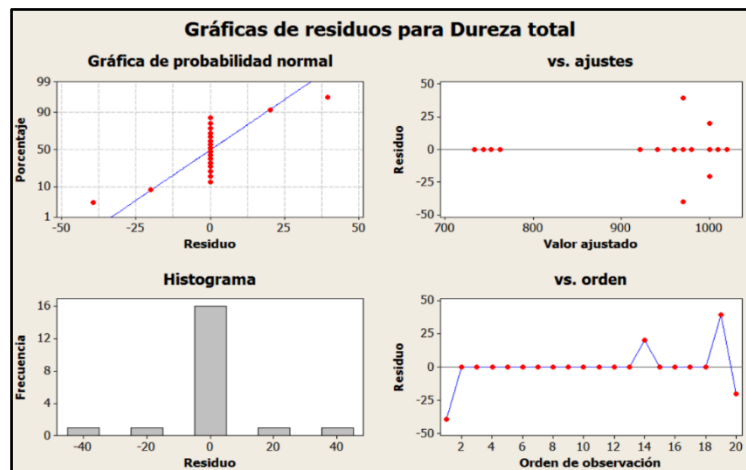 Gráficas de residuos para Dureza total
Gráfica de probabilidad normal
99
90
50
10
1
Porcentaje
-50 -25 0 25 50
Residuo
vs. ajustes
50
25
0
-25
-50
Residuo
700 800 900 1000
Valor ajustado
Histograma
16
12
8
4
0
Frecuencia
-40 -20 0 20 40
Residuo
vs. orden
50
25
0
-25
-50
Residuo
2 4 6 8 10 12 14 16 18 20
Orden de observación